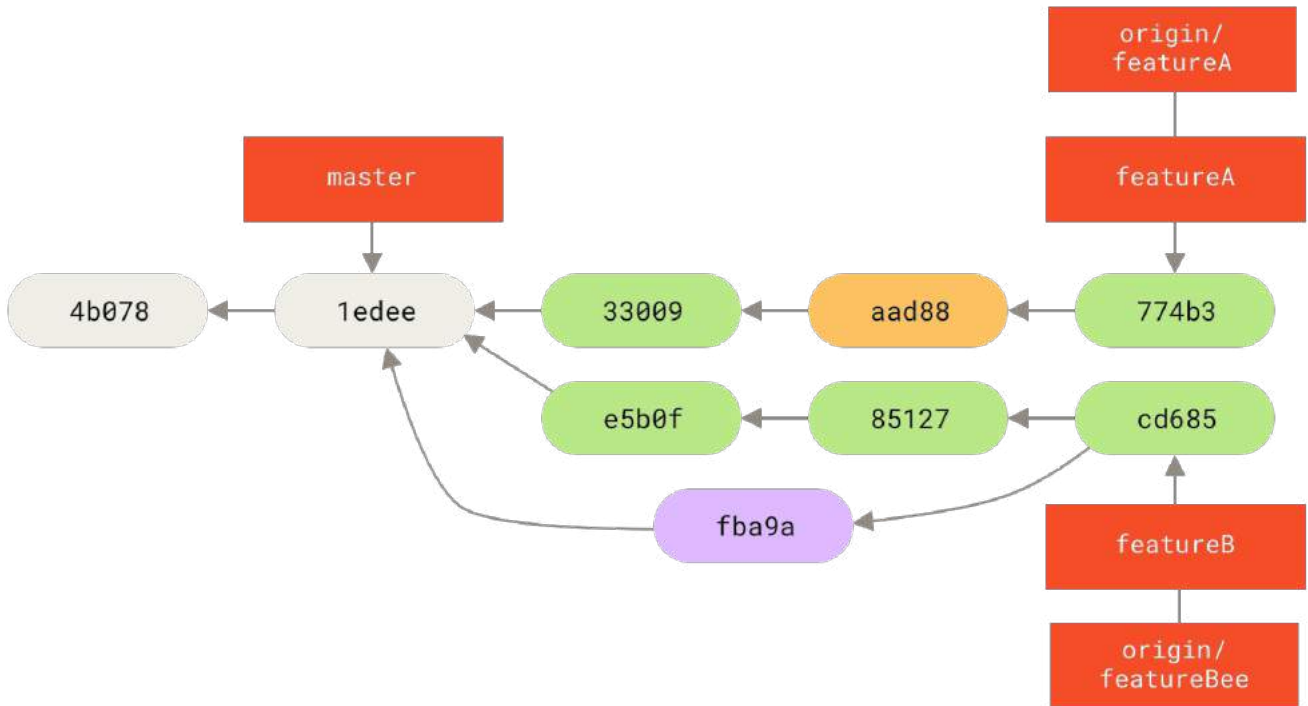 origin/
featureA
master
featureA
4b078
1edee
33009
aad88
774b3
e5b0f
85127
cd685
fba9a
featureB
origin/
featureBee